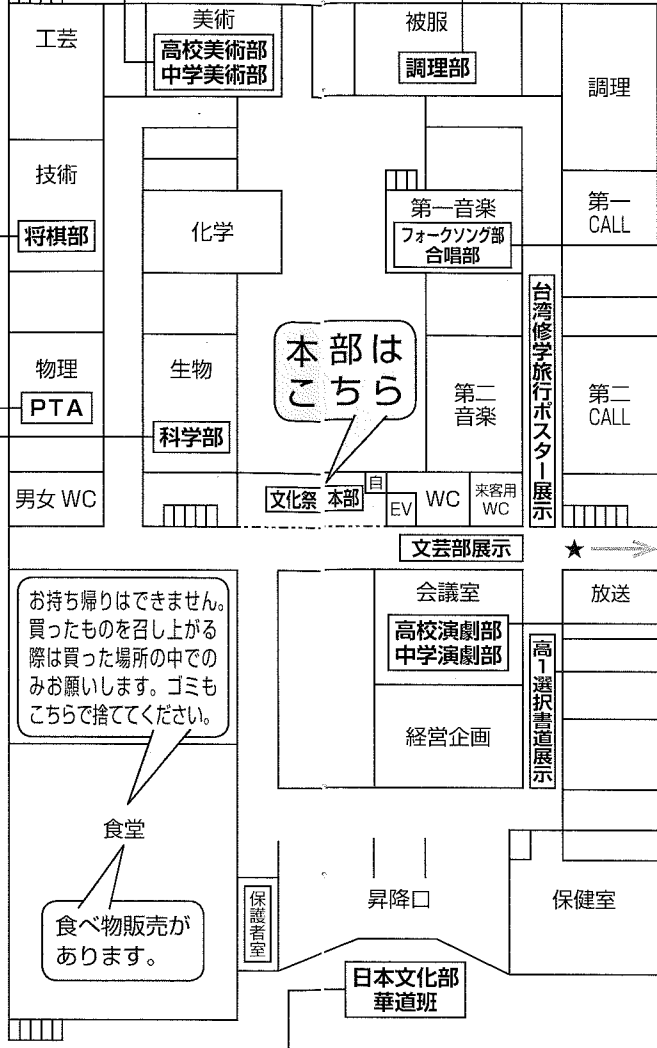 工芸
美術
高校美術部
中学美術部
被服
調理部
調理
技術
将棋部
化学
第一音楽
フォークソング部
合唱部
第一
CALL
台湾修学旅行ポスター展示
本部は
こちら
物理
PTA
生物
科学部
第二
音楽
第二
CALL
男女 WC
文化祭 本部
自
EV
WC
来客用
WC
文芸部展示
★
お持ち帰りはできません。
買ったものを召し上がる
際は買った場所の中での
みお願いします。ゴミも
こちらで捨ててください。
会議室
高校演劇部
中学演劇部
放送
高1選択書道展示
経営企画
食堂
食べ物販売が
あります。
保護者室
昇降口
保健室
日本文化部
華道班